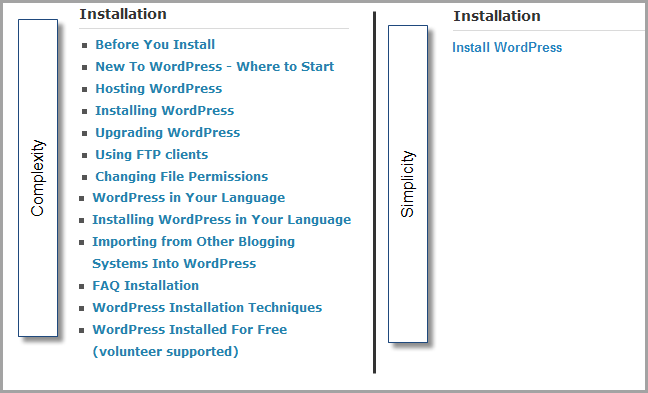 Complexity
Installation
Before You Install
New To WordPress - Where to Start
Hosting WordPress
Installing WordPress
Upgrading WordPress
Using FTP clients
Changing File Permissions
WordPress in Your Language
Installing WordPress in Your Language
Importing from Other Blogging
Systems Into WordPress
FAQ Installation
WordPress Installation Techniques
WordPress Installed For Free
(volunteer supported)
Simplicity
Installation
Install WordPress